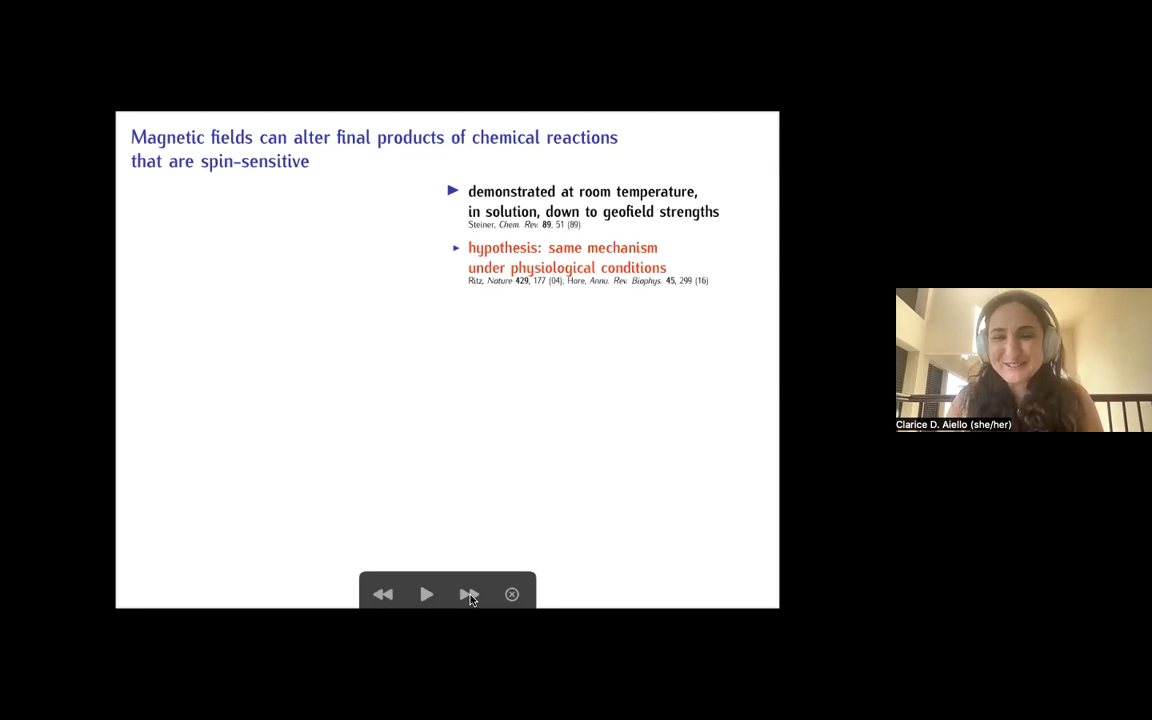 Magnetic fields can alter final products of chemical reactions
that are spin-sensitive
demonstrated at room temperature,
in solution, down to geofield strengths
Steiner, Chem. Rev. 89, 51 (89)
hypothesis: same mechanism
under physiological conditions
Ritz, Nature 429, 177 (04); Hore, Annu. Rev. Biophys. 45, 299 (16)
Clarice D. Aiello (she/her)